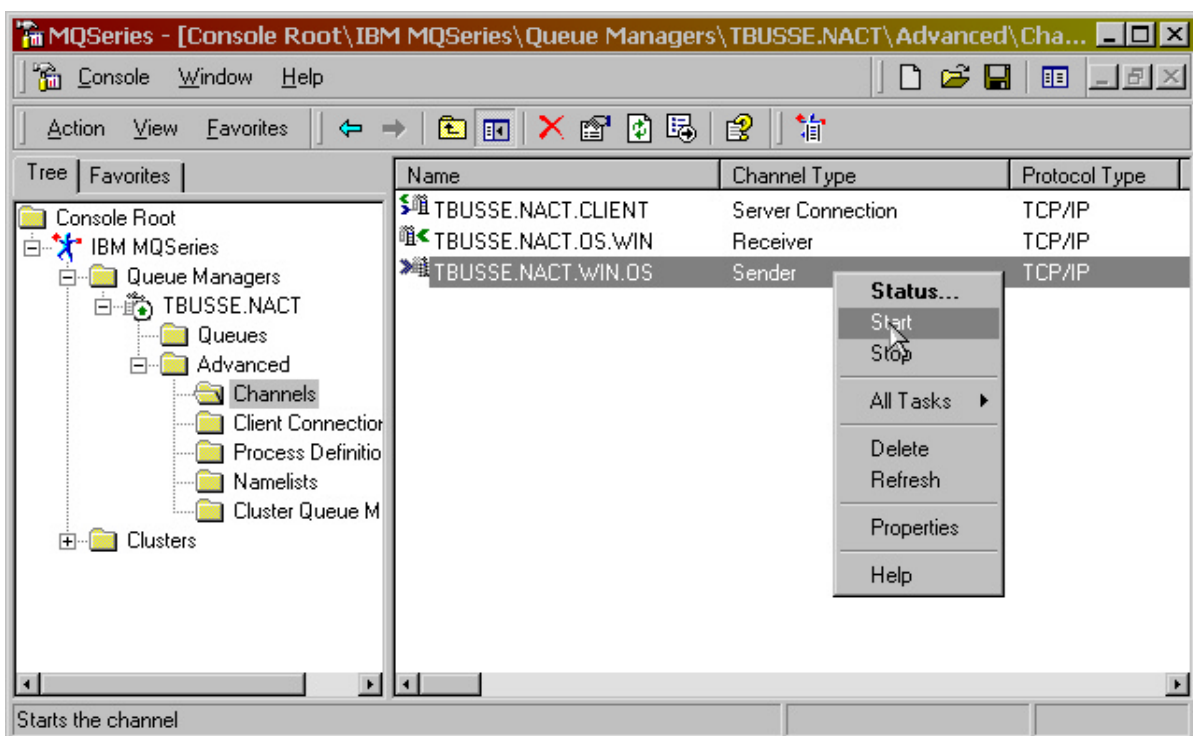 MQSeries - [Console Root\IBM MQSeries\Queue Managers\TBUSSE.NACT\Advanced\Cha...
Console Window Help
Action View Favorites
Tree Favorites
Name Channel Type Protocol Type
Console Root
IBM MQSeries
Queue Managers
TBUSSE.NACT
Queues
Advanced
Channels
Client Connection
Process Definitio
Namelists
Cluster Queue M
Clusters
TBUSSE.NACT.CLIENT Server Connection TCP/IP
TBUSSE.NACT.OS.WIN Receiver TCP/IP
TBUSSE.NACT.WIN.OS Sender TCP/IP
Status...
Start
Stop
All Tasks
Delete
Refresh
Properties
Help
Starts the channel